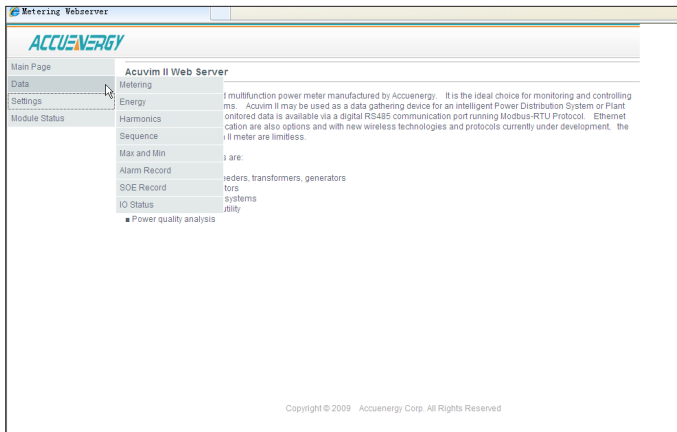 Metering Webserver
ACCUENERGY
Main Page
Data
Settings
Module Status
Acuvim II Web Server
Metering
Energy
Harmonics
Sequence
Max and Min
Alarm Record
SOE Record
IO Status
multifunction power meter manufactured by Accuenergy. It is the ideal choice for monitoring and controlling
ms. Acuvim II may be used as a data gathering device for an intelligent Power Distribution System or Plant
onitored data is available via a digital RS485 communication port running Modbus-RTU Protocol. Ethernet
cation are also options and with new wireless technologies and protocols currently under development, the
II meter are limitless.
s are:
eeders, transformers, generators
tors
systems
utility
■ Power quality analysis
Copyright © 2009 Accuenergy Corp. All Rights Reserved